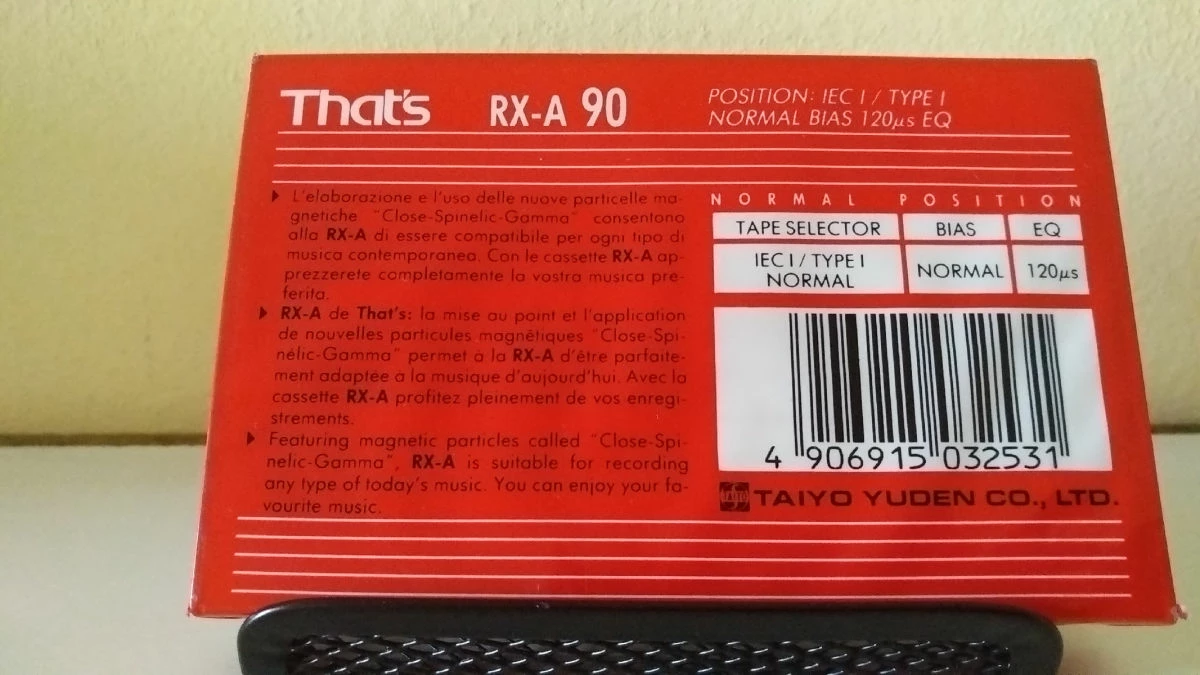 That's RX-A 90
POSITION: IEC I / TYPE I
NORMAL BIAS 120µs EQ
L'elaborazione e l'uso delle nuove particelle ma-
gnetiche "Close-Spinelic-Gamma" consentono
alla RX-A di essere compatibile per ogni tipo di
musica contemporanea. Con le cassette RX-A ap-
prezzerete completamente la vostra musica pre-
ferita.
RX-A de That's: la mise au point et l'application
de nouvelles particules magnêtiques "Close-Spi-
nélic-Gamma" permet à la RX-A d'être parfaite-
ment adaptée à la musique d'aujourd'hui. Avec la
cassette RX-A profitez pleinement de vos enregi-
strements.
Featuring magnetic particles called "Close-Spi-
nelic-Gamma", RX-A is suitable for recording
any type of today's music. You can enjoy your fa-
vourite music.
NORMAL POSITION
TAPE SELECTOR BIAS EQ
IEC I / TYPE I
NORMAL NORMAL 120µs
4 906915 032531
TAIYO TAIYO YUDEN CO., LTD.